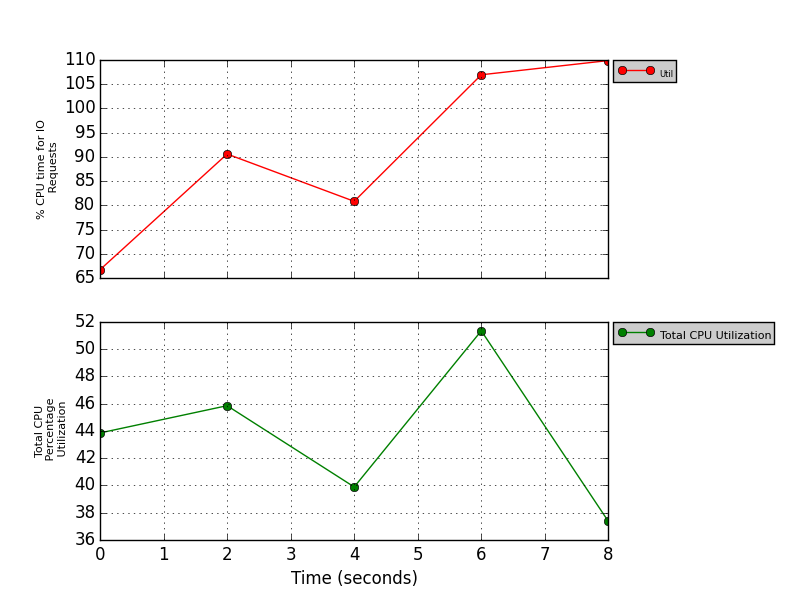 110
105
100
95
90
85
80
75
70
65
% CPU time for IO
Requests
Util
52
50
48
46
44
42
40
38
36
Total CPU
Percentage
Utilization
Total CPU Utilization
0 1 2 3 4 5 6 7 8
Time (seconds)